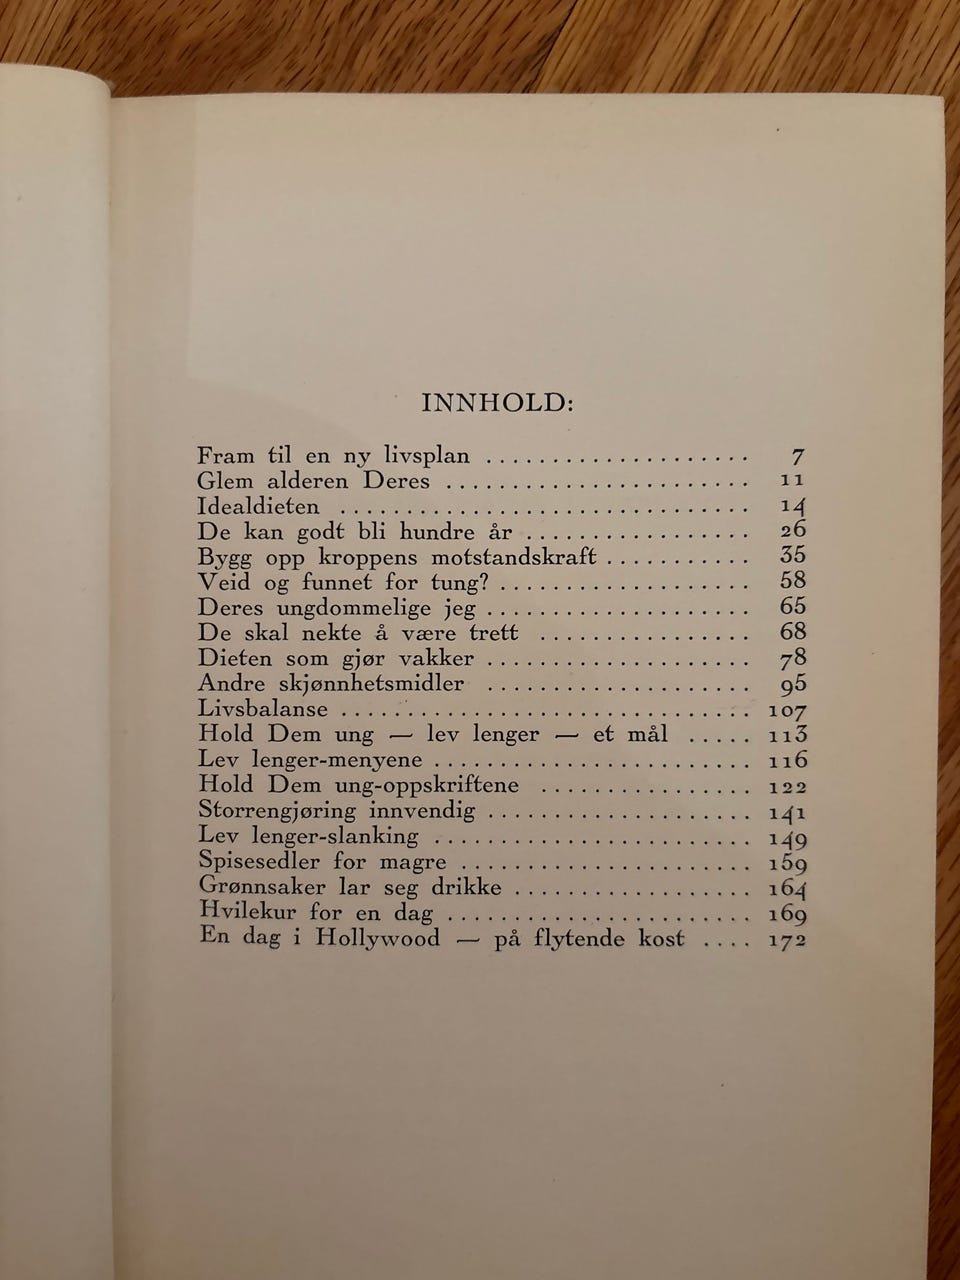 INNHOLD:
Fram til en ny livsplan .................... 7
Glem alderen Deres ....................... 11
Idealdieten ............................... 14
De kan godt bli hundre år ................. 26
Bygg opp kroppens motstandskraft ........... 35
Veid og funnet for tung? ................... 58
Deres ungdommelige jeg .................... 65
De skal nekte å være trett ................ 68
Dieten som gjør vakker .................... 78
Andre skjønnhetsmidler .................... 95
Livsbalanse ............................... 107
Hold Dem ung — lev lenger — et mål ..... 113
Lev lenger-menyene ........................ 116
Hold Dem ung-oppskriftene ................ 122
Storrengjøring innvendig .................... 141
Lev lenger-slanking ........................ 149
Spisesedler for magre ...................... 159
Grønnsaker lar seg drikke .................. 164
Hvilekur for en dag ....................... 169
En dag i Hollywood — på flytende kost .... 172